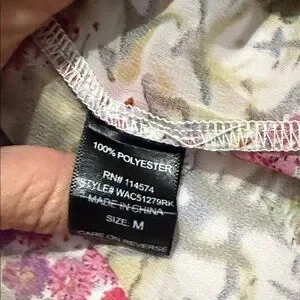 100% POLYESTER
RN# 114574
STYLE# WAC51279RK
MADE IN CHINA
SIZE: M
CARE ON REVERSE